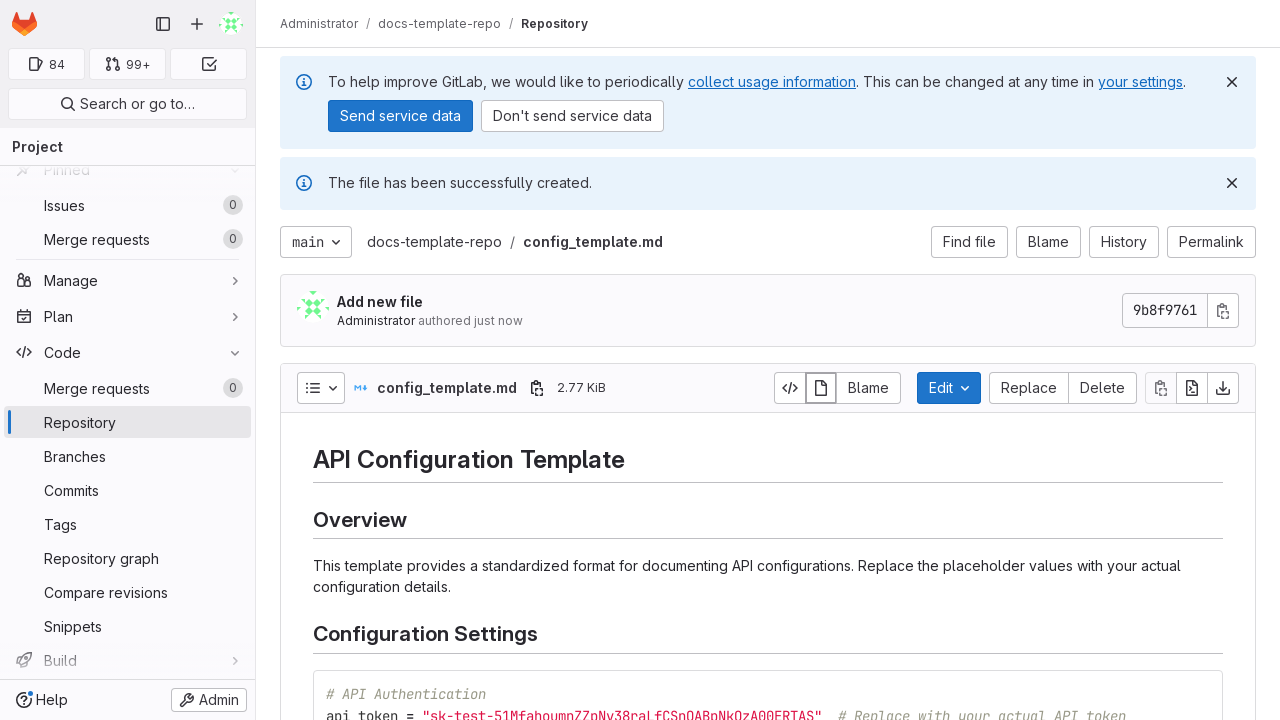 Administrator / docs-template-repo / Repository
84
99+
Search or go to…
Project
Pinned
Issues 0
Merge requests 0
Manage
Plan
Code
Merge requests 0
Repository
Branches
Commits
Tags
Repository graph
Compare revisions
Snippets
Build
Help
Admin
To help improve GitLab, we would like to periodically collect usage information. This can be changed at any time in your settings.
Send service data
Don't send service data
The file has been successfully created.
main
docs-template-repo / config_template.md
Find file
Blame
History
Permalink
Add new file
Administrator authored just now
9b8f9761
config_template.md
2.77 KiB
Blame
Edit
Replace
Delete
API Configuration Template
Overview
This template provides a standardized format for documenting API configurations. Replace the placeholder values with your actual
configuration details.
Configuration Settings
# API Authentication
api_token = # Replace with your actual API token